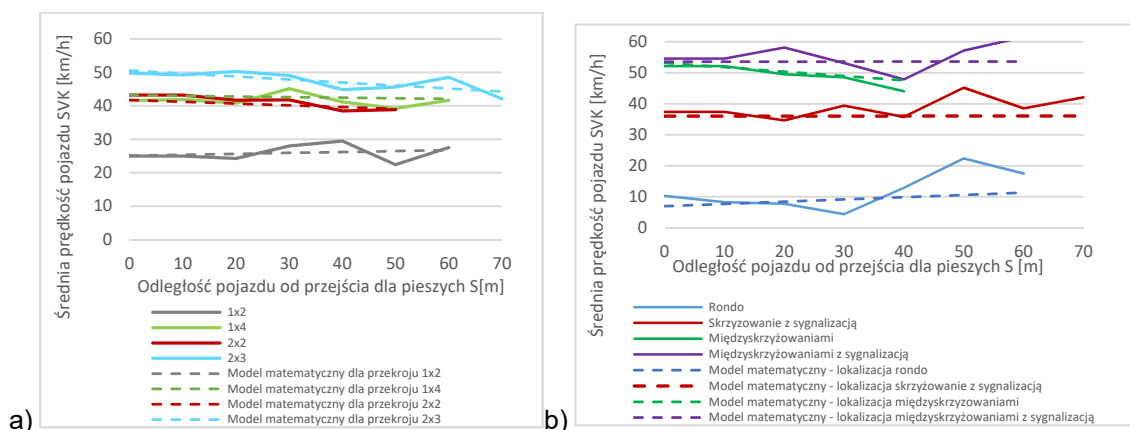 Średnia prędkość pojazdu SVK [km/h]
60
50
40
30
20
10
0
0 10 20 30 40 50 60 70
Odległość pojazdu od przejścia dla pieszych S[m]
1x2
1x4
2x2
2x3
Model matematyczny dla przekroju 1x2
Model matematyczny dla przekroju 1x4
Model matematyczny dla przekroju 2x2
Model matematyczny dla przekroju 2x3
a)
Średnia prędkość pojazdu SVK [km/h]
60
50
40
30
20
10
0
0 10 20 30 40 50 60 70
Odległość pojazdu od przejścia dla pieszych S [m]
Rondo
Skrzyzowanie z sygnalizacją
Międzyskrzyżowaniami
Międzyskrzyżowaniami z sygnalizacją
Model matematyczny - lokalizacja rondo
Model matematyczny - lokalizacja skrzyżowanie z sygnalizacją
Model matematyczny - lokalizacja międzyskrzyzowaniami
Model matematyczny - lokalizacja międzyskrzyżowaniami z sygnalizacją
b)